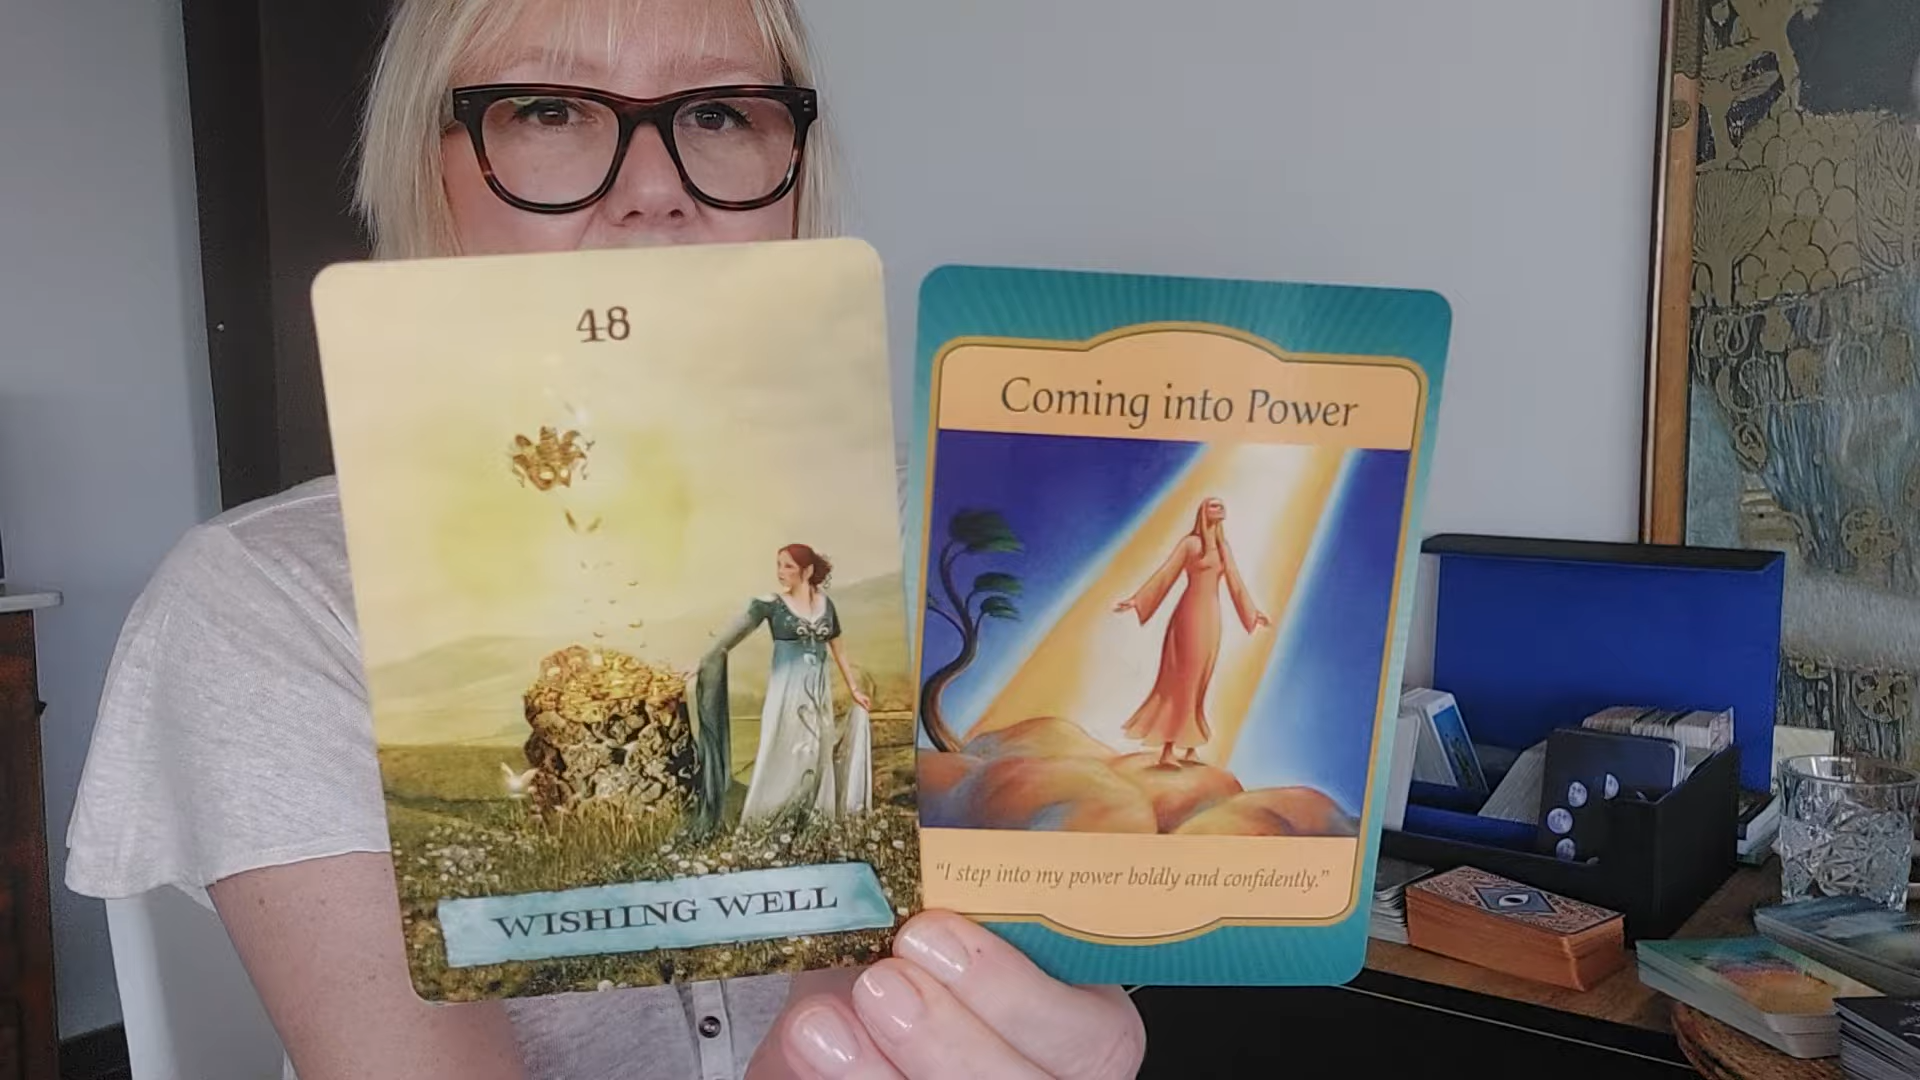 48
WISHING WELL
Coming into Power
“I step into my power boldly and confidently.”